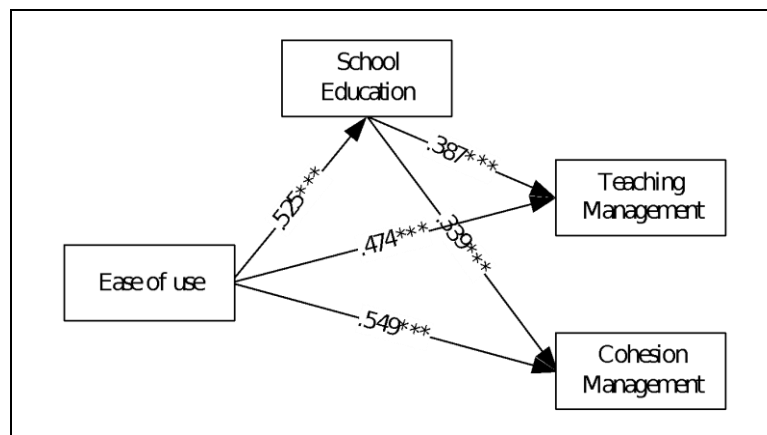 School
Education
.387***
.525***
Teaching
Management
.474***
.339***
Ease of use
.549***
Cohesion
Management